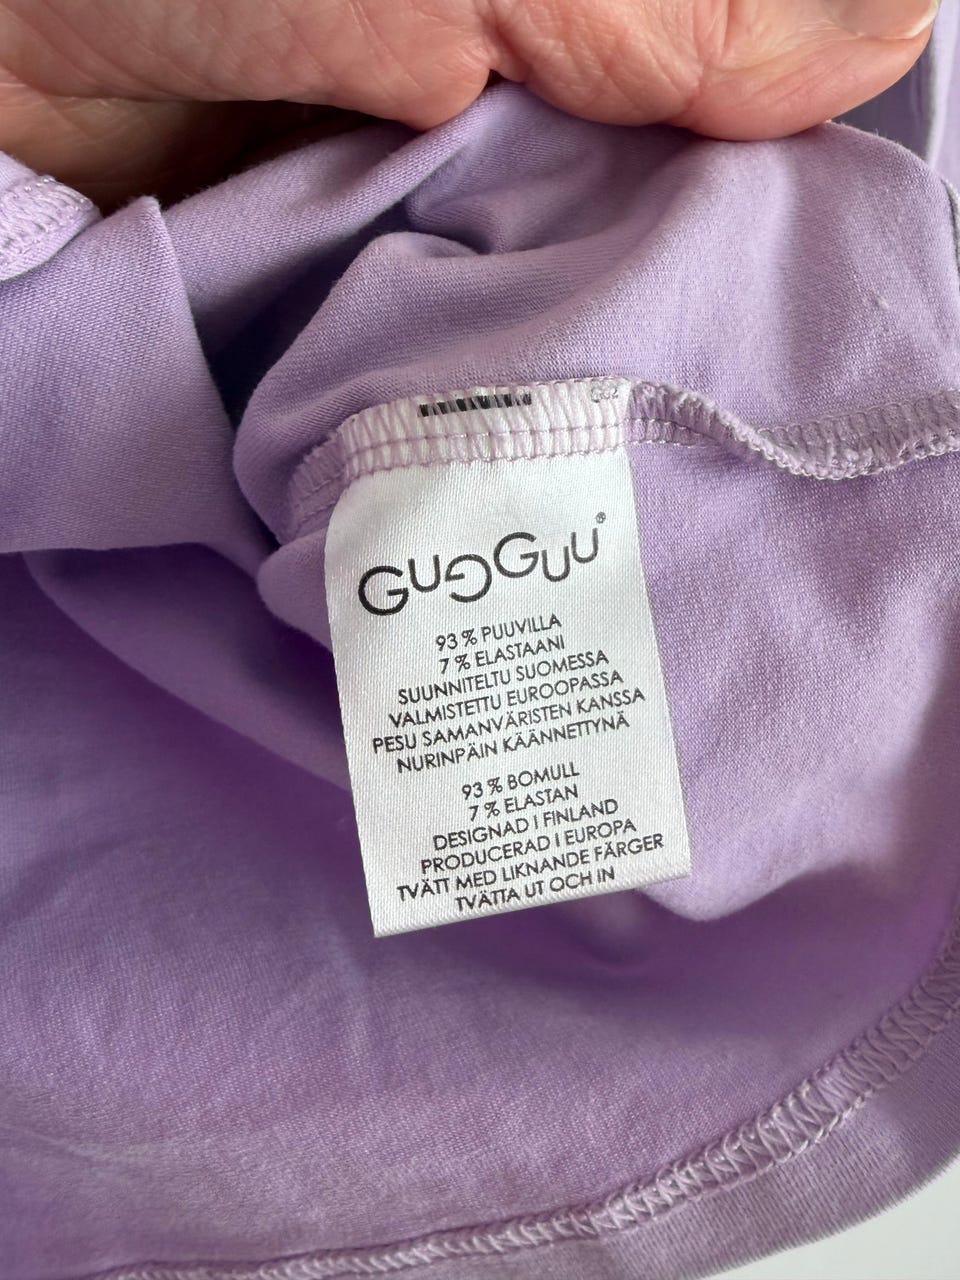 GUGGUU
93 % PUUVILLA
7 % ELASTAANI
SUUNNITELTU SUOMESSA
VALMISTETTU EUROOPASSA
PESU SAMANVÄRISTEN KANSSA
NURINPÄIN KÄÄNNETTYNÄ
93 % BOMULL
7 % ELASTAN
DESIGNAD I FINLAND
PRODUCERAD I EUROPA
TVÄTT MED LIKNANDE FÄRGER
TVÄTTA UT OCH IN